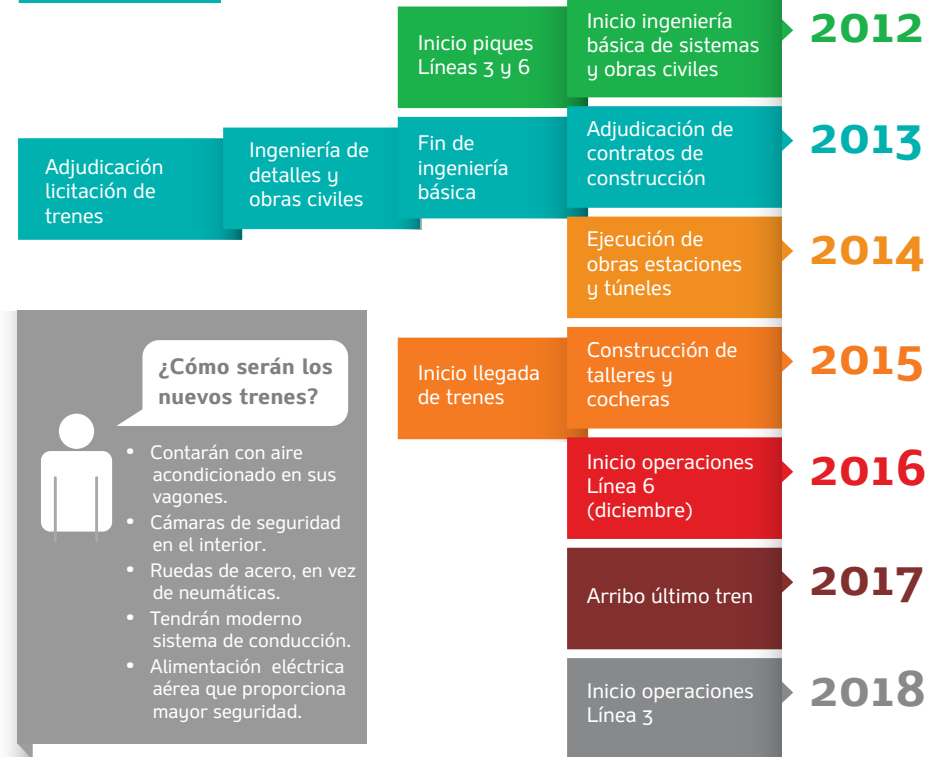 Inicio piques
Líneas 3 y 6
Inicio ingeniería
básica de sistemas
y obras civiles
2012
Adjudicación
licitación de
trenes
Ingeniería de
detalles y
obras civiles
Fin de
ingeniería
básica
Adjudicación de
contratos de
construcción
2013
Ejecución de
obras estaciones
y túneles
2014
Inicio llegada
de trenes
Construcción de
talleres y
cocheras
2015
Inicio operaciones
Línea 6
(diciembre)
2016
Arribo último tren
2017
Inicio operaciones
Línea 3
2018
¿Cómo serán los
nuevos trenes?
• Contarán con aire
acondicionado en sus
vagones.
• Cámaras de seguridad
en el interior.
• Ruedas de acero, en vez
de neumáticas.
• Tendrán moderno
sistema de conducción.
• Alimentación eléctrica
aérea que proporciona
mayor seguridad.